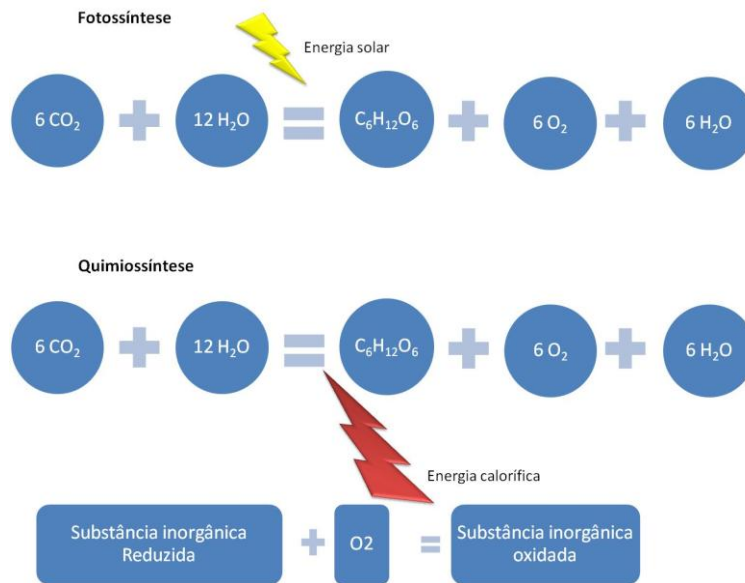 Fotossíntese
Energia solar
6 CO₂ + 12 H₂O = C₆H₁₂O₆ + 6 O₂ + 6 H₂O
Quimiossíntese
6 CO₂ + 12 H₂O = C₆H₁₂O₆ + 6 O₂ + 6 H₂O
Energia calorífica
Substância inorgânica
Reduzida
+ O2 =
Substância inorgânica
oxidada